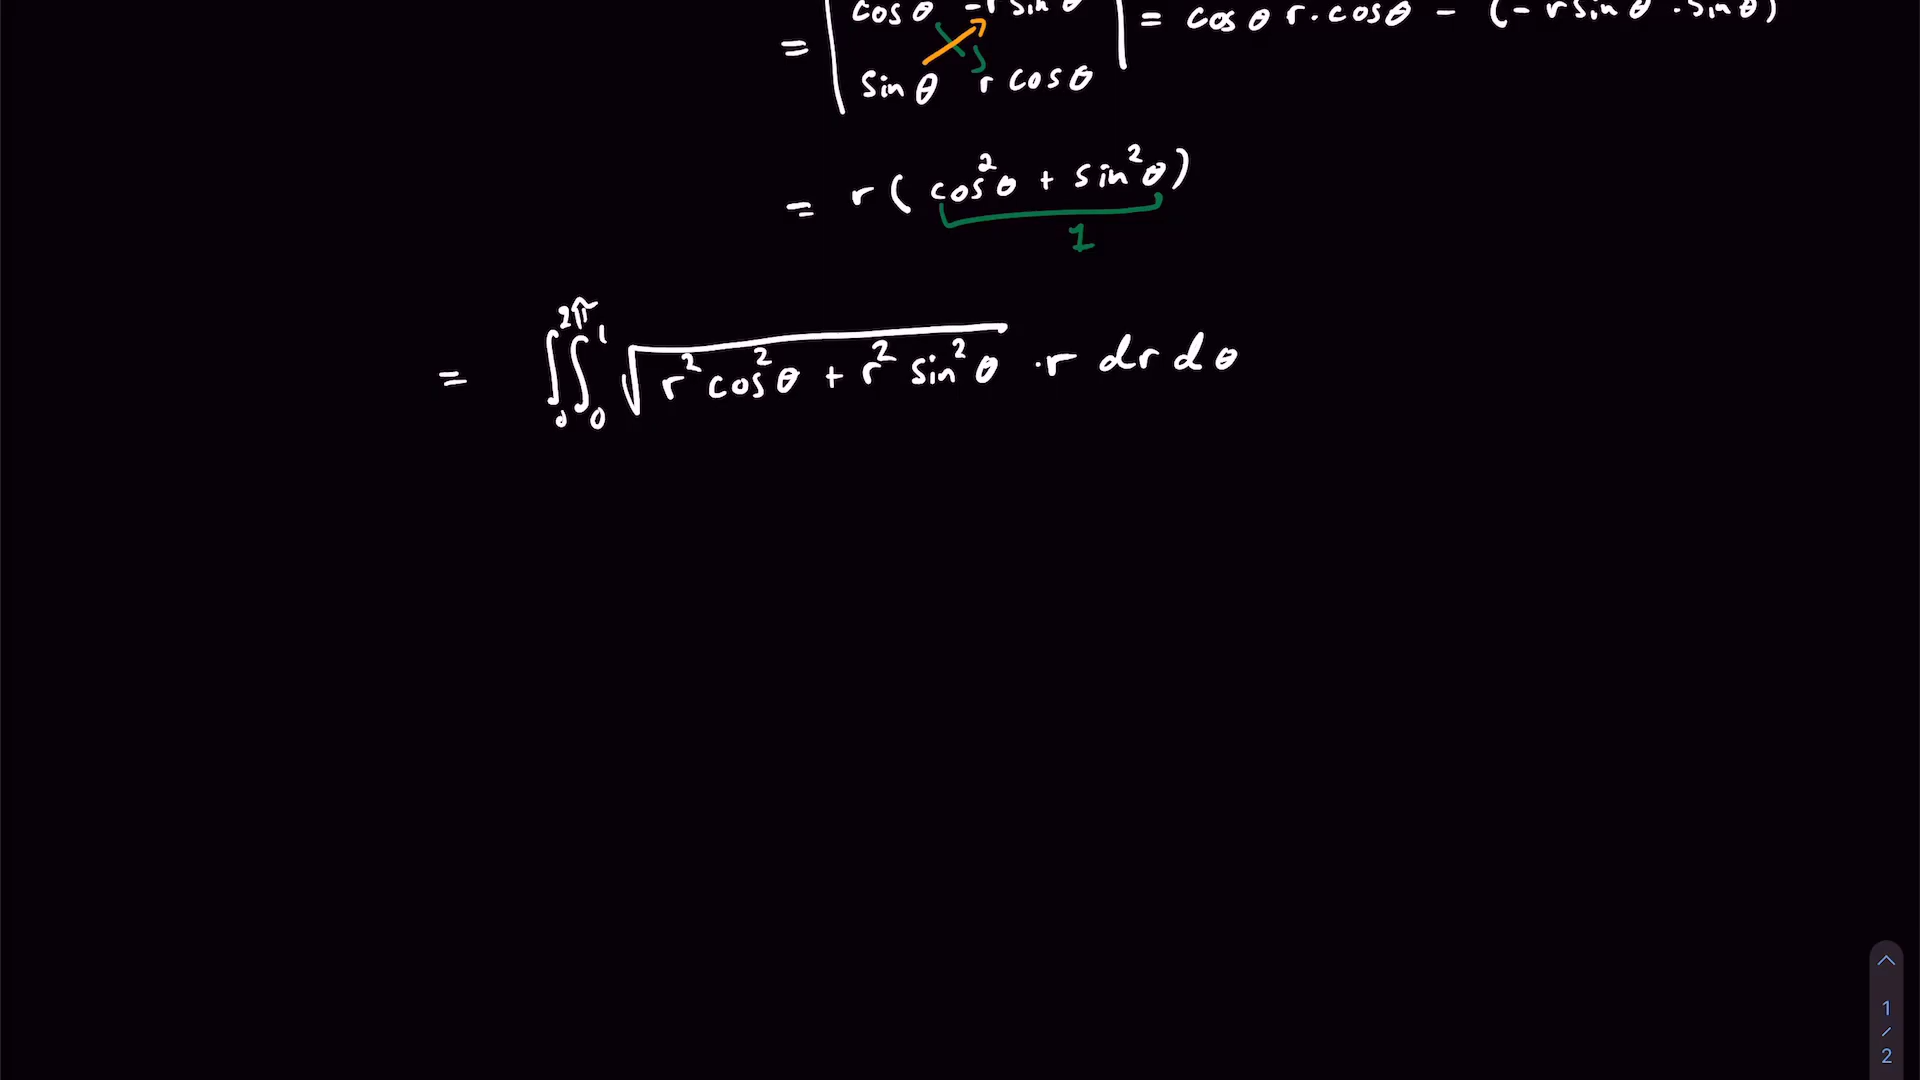 cos θ -r sin θ = cos θ r · cos θ - (- r sin θ · sin θ)
=
sin θ r cos θ
= r ( cos²θ + sin²θ )
1
= ∫₀^2π ∫₀^1 √(r² cos²θ + r² sin²θ) · r dr dθ
1
/
2